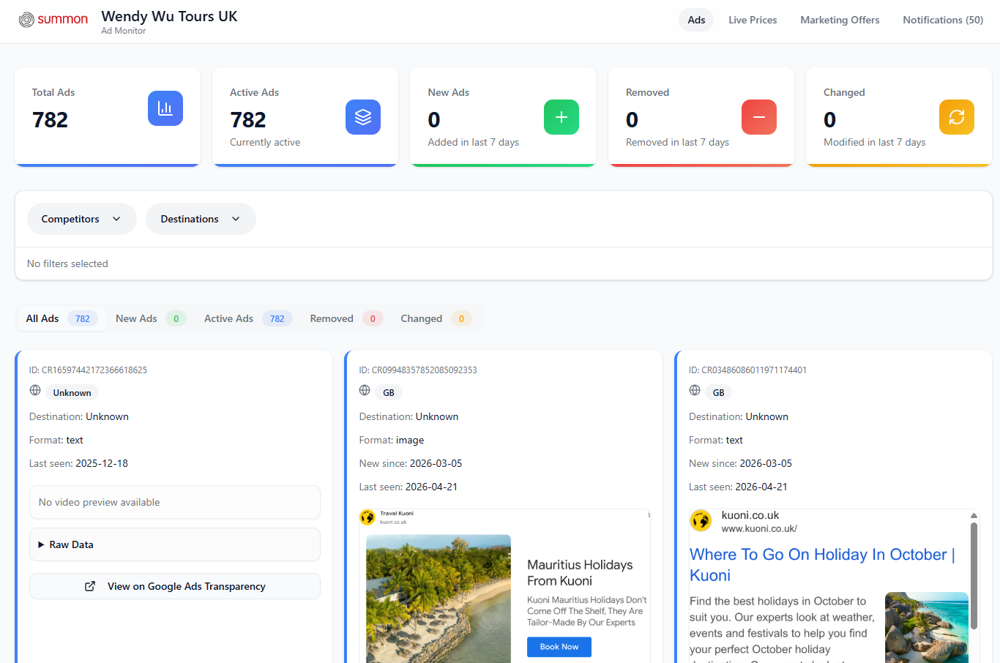 summon
Wendy Wu Tours UK
Ad Monitor
Ads
Live Prices
Marketing Offers
Notifications (50)
Total Ads
782
Active Ads
782
Currently active
New Ads
0
Added in last 7 days
Removed
0
Removed in last 7 days
Changed
0
Modified in last 7 days
Competitors
Destinations
No filters selected
All Ads 782
New Ads 0
Active Ads 782
Removed 0
Changed 0
ID: CR16597442172366618625
Unknown
Destination: Unknown
Format: text
Last seen: 2025-12-18
No video preview available
Raw Data
View on Google Ads Transparency
ID: CR09948357852085092353
GB
Destination: Unknown
Format: image
New since: 2026-03-05
Last seen: 2026-04-21
Travel Kuoni
kuoni.co.uk
Mauritius Holidays
From Kuoni
Kuoni Mauritius Holidays Don't
Come Off The Shelf, They Are
Tailor-Made By Our Experts
Book Now
ID: CR03486086011971174401
GB
Destination: Unknown
Format: text
New since: 2026-03-05
Last seen: 2026-04-21
kuoni.co.uk
www.kuoni.co.uk/
Where To Go On Holiday In October |
Kuoni
Find the best holidays in October to
suit you. Our experts look at weather,
events and festivals to help you find
your perfect October holiday